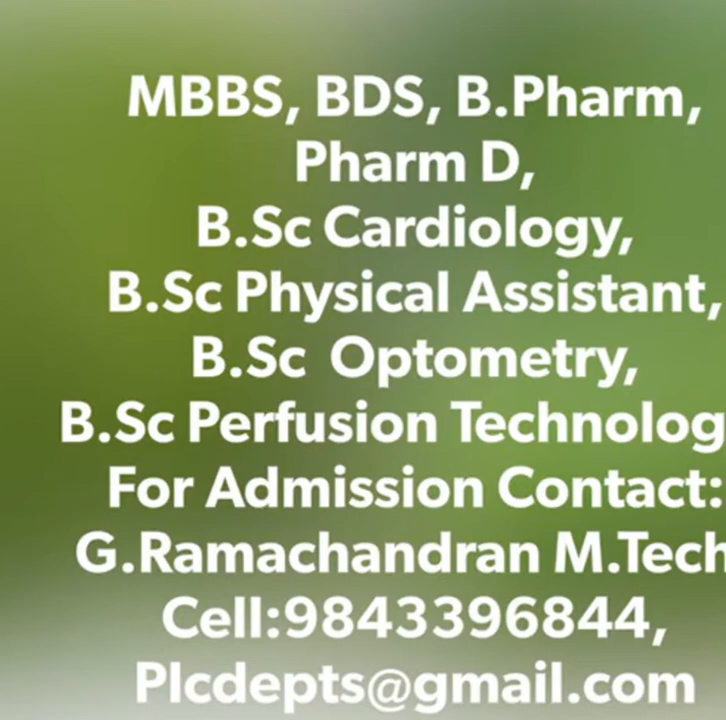 MBBS, BDS, B.Pharm,
Pharm D,
B.Sc Cardiology,
B.Sc Physical Assistant,
B.Sc Optometry,
B.Sc Perfusion Technolog
For Admission Contact:
G.Ramachandran M.Tech
Cell:9843396844,
Plcdepts@gmail.com